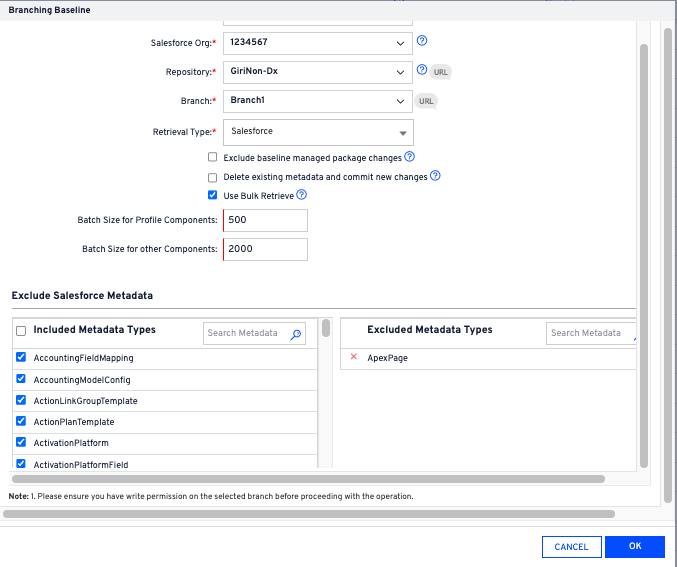 Branching Baseline
Salesforce Org:* 1234567
Repository:* GiriNon-Dx URL
Branch:* Branch1 URL
Retrieval Type:* Salesforce
Exclude baseline managed package changes
Delete existing metadata and commit new changes
Use Bulk Retrieve
Batch Size for Profile Components: 500
Batch Size for other Components: 2000
Exclude Salesforce Metadata
Included Metadata Types Search Metadata Excluded Metadata Types Search Metadata
AccountingFieldMapping ApexPage
AccountingModelConfig
ActionLinkGroupTemplate
ActionPlanTemplate
ActivationPlatform
ActivationPlatformField
Note: 1. Please ensure you have write permission on the selected branch before proceeding with the operation.
CANCEL OK